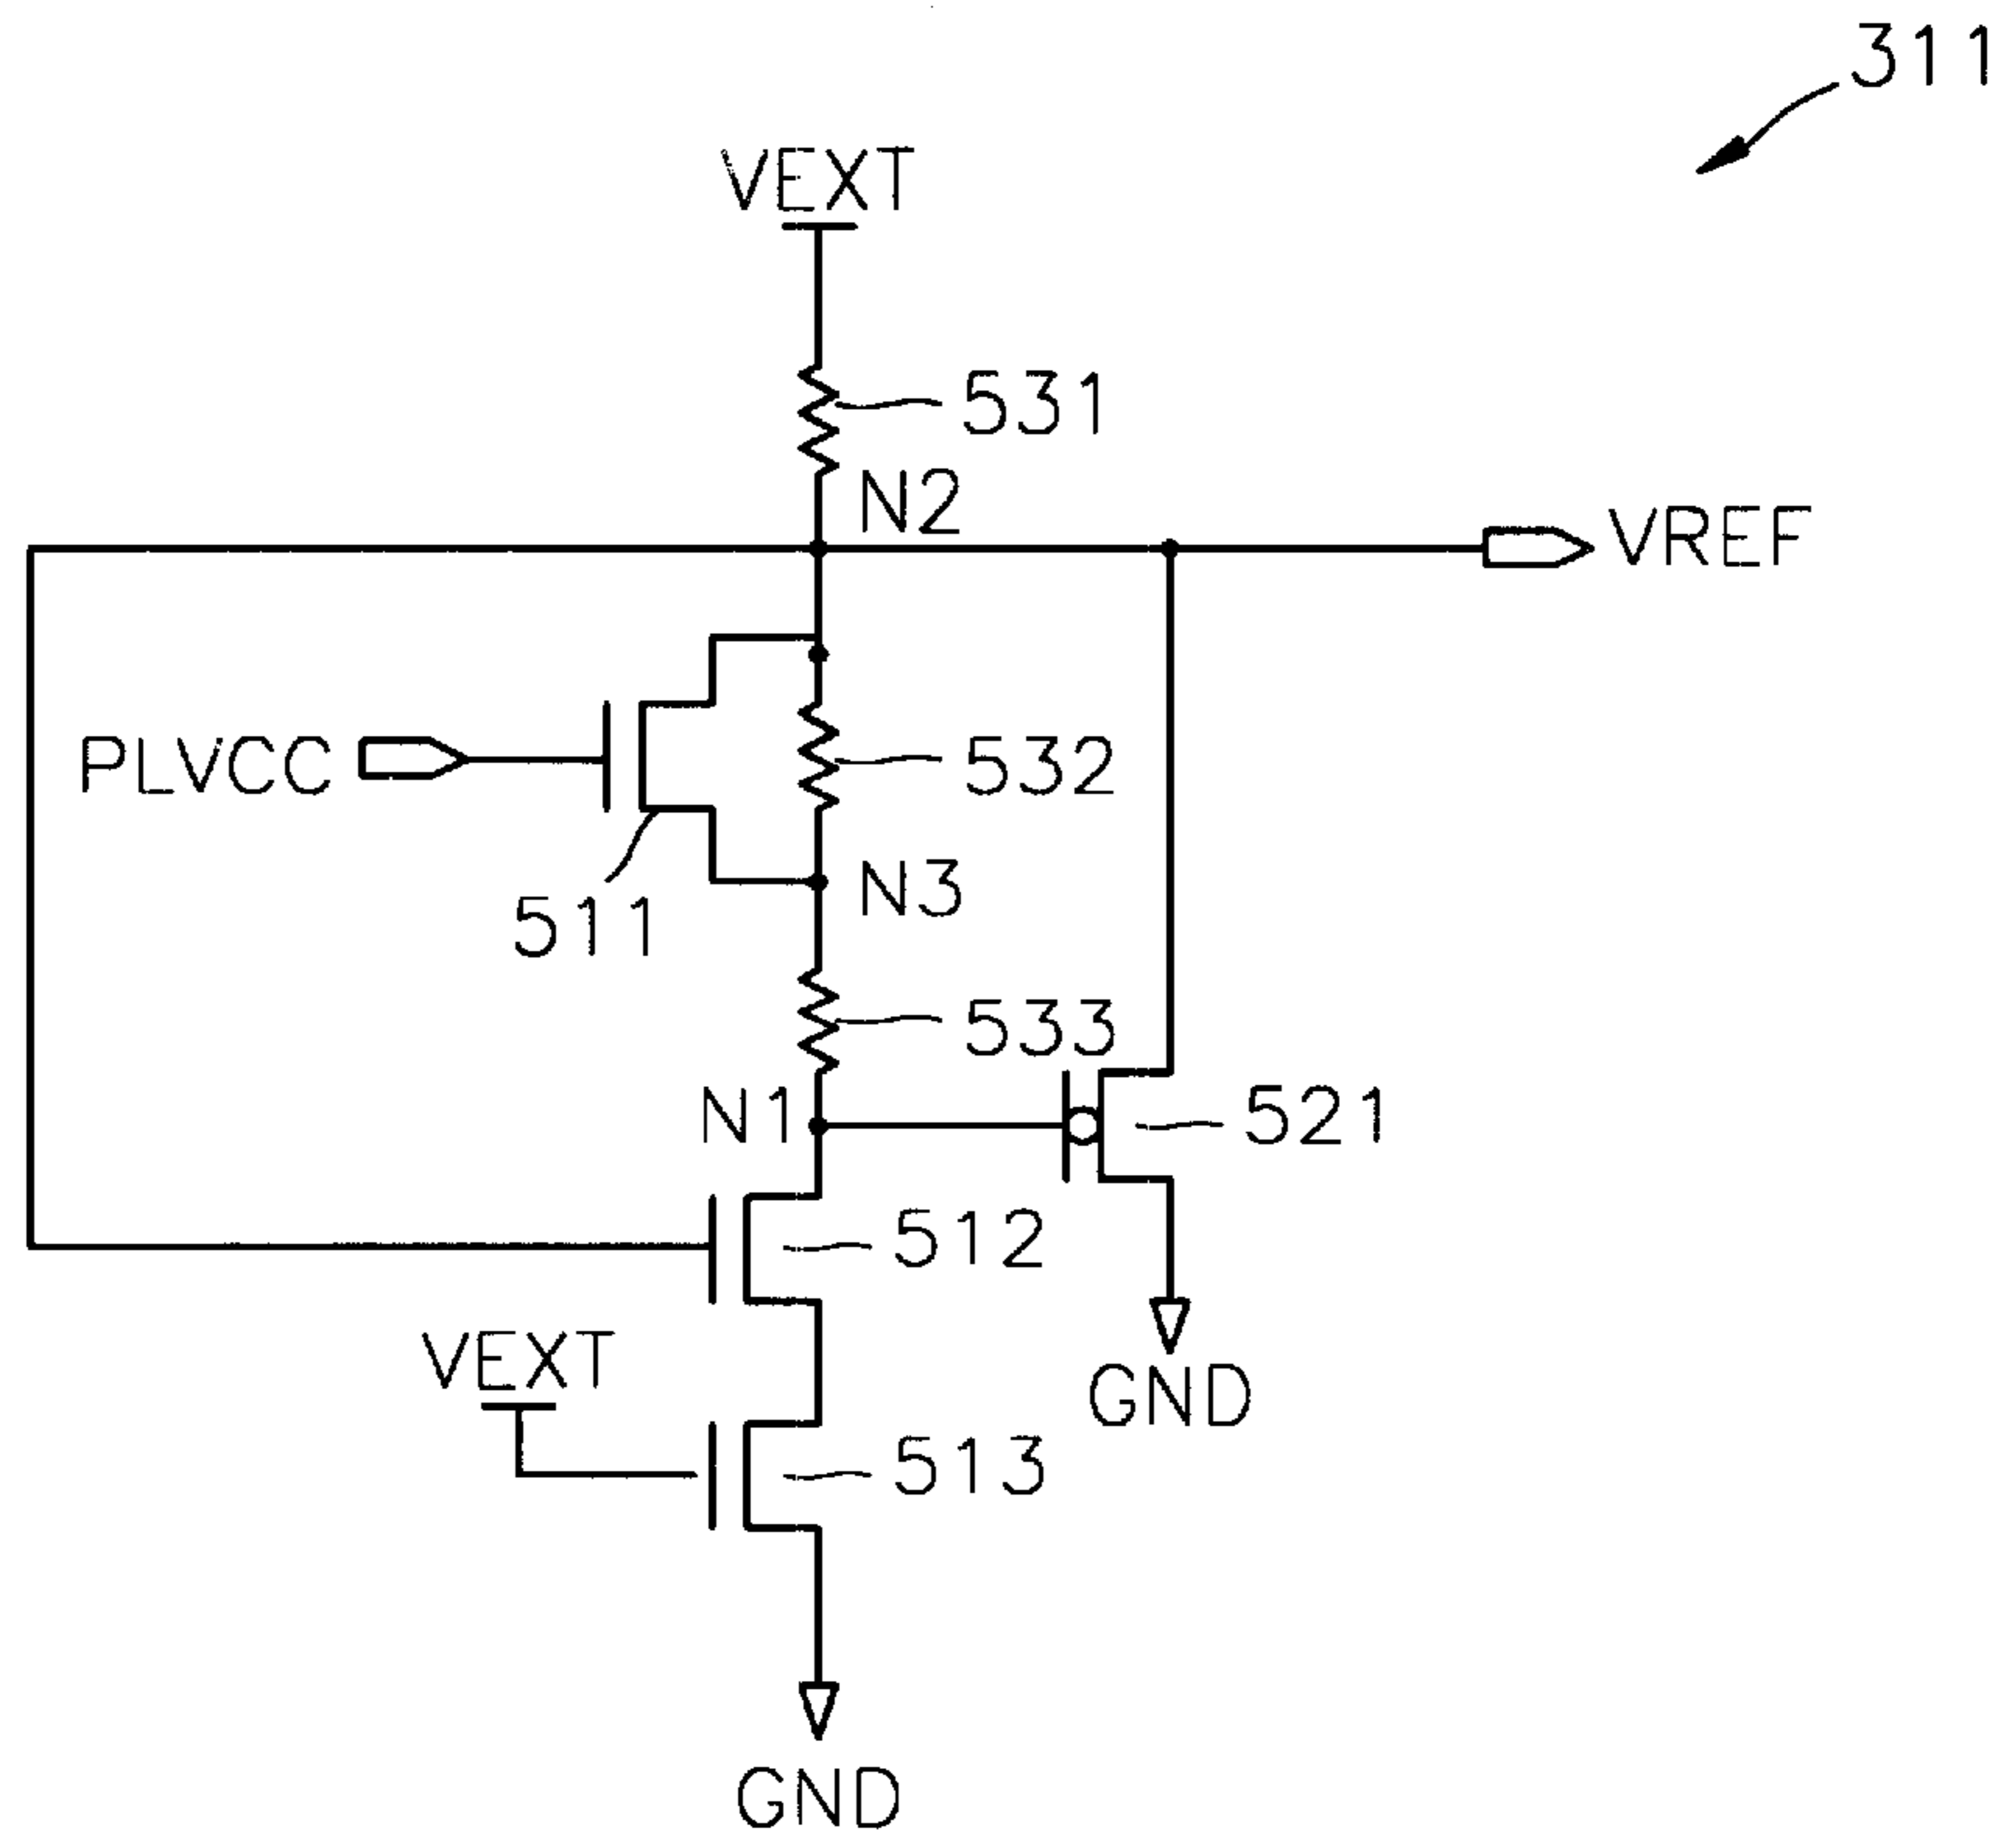 311
VEXT
531
N2
VREF
PLVCC
532
N3
511
533
N1
521
512
VEXT
GND
513
GND